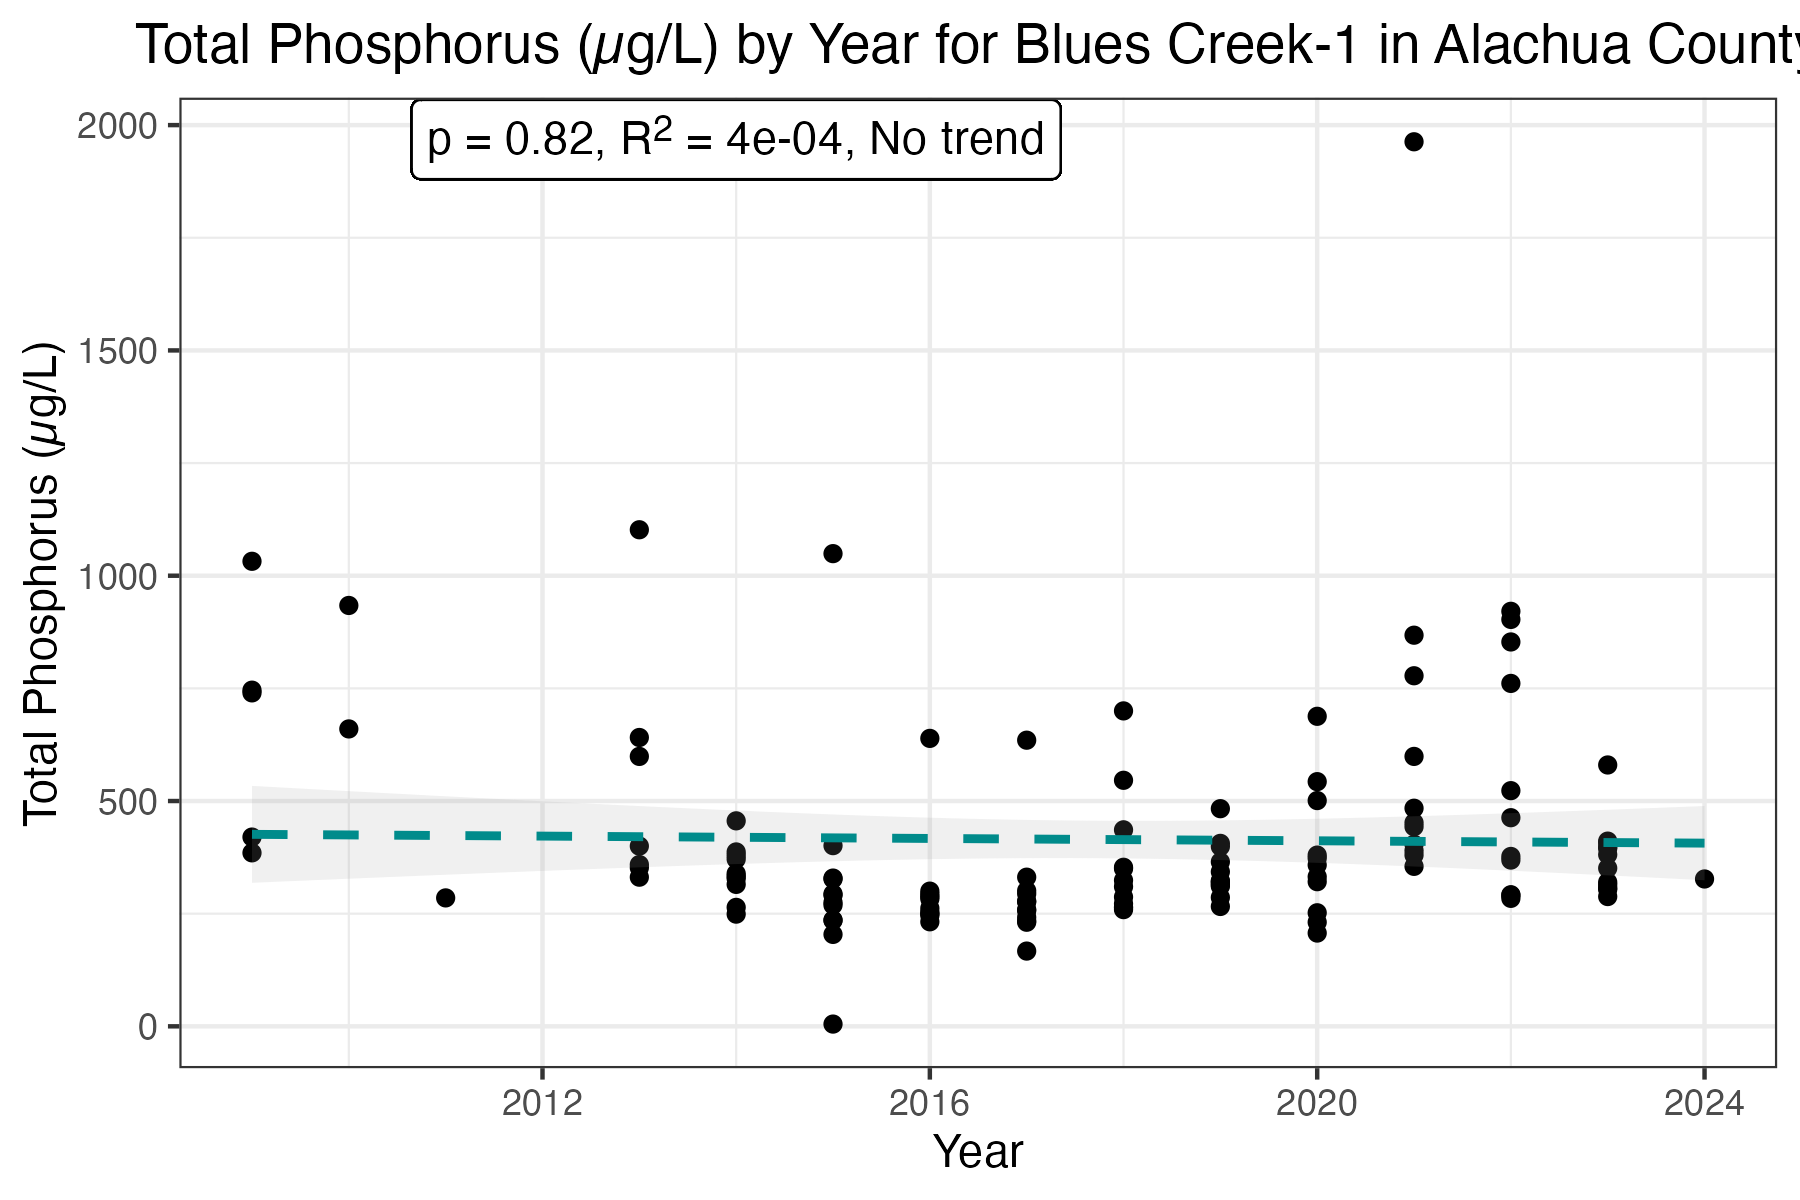 Total Phosphorus (µg/L) by Year for Blues Creek-1 in Alachua County
p = 0.82, R² = 4e-04, No trend
Total Phosphorus (µg/L)
2000
1500
1000
500
0
2012 2016 2020 2024
Year